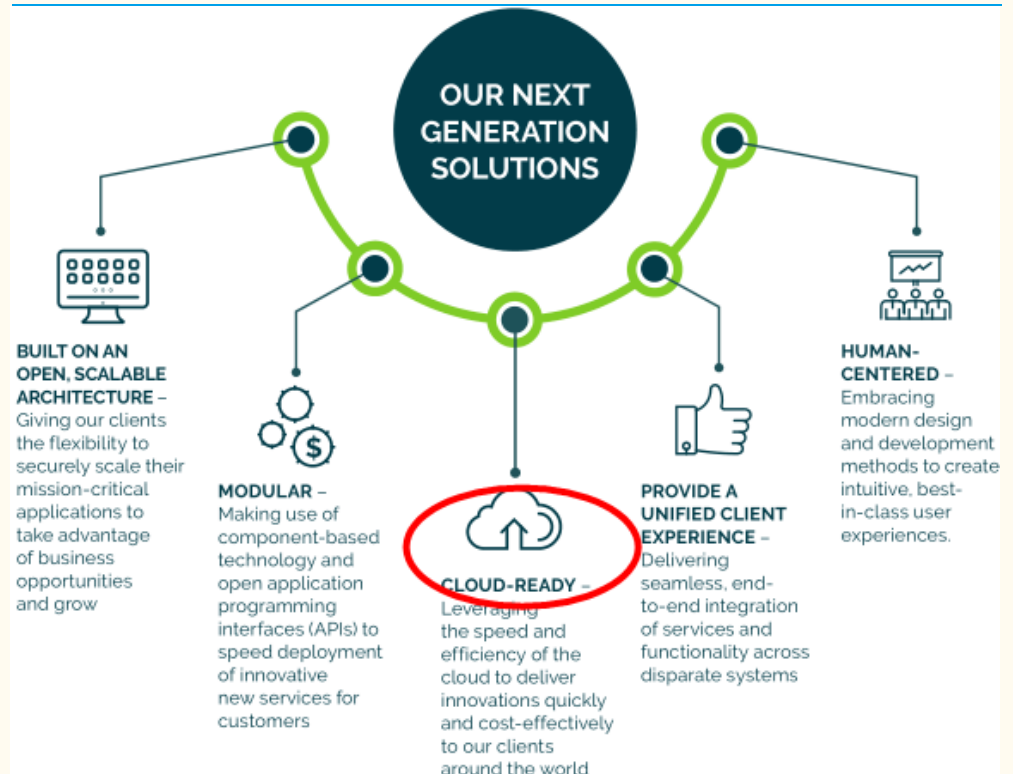 OUR NEXT
GENERATION
SOLUTIONS
BUILT ON AN
OPEN, SCALABLE
ARCHITECTURE –
Giving our clients
the flexibility to
securely scale their
mission-critical
applications to
take advantage
of business
opportunities
and grow
$
MODULAR –
Making use of
component-based
technology and
open application
programming
interfaces (APIs) to
speed deployment
of innovative
new services for
customers
CLOUD-READY –
Leveraging
the speed and
efficiency of the
cloud to deliver
innovations quickly
and cost-effectively
to our clients
around the world
PROVIDE A
UNIFIED CLIENT
EXPERIENCE –
Delivering
seamless, end-
to-end integration
of services and
functionality across
disparate systems
HUMAN-
CENTERED –
Embracing
modern design
and development
methods to create
intuitive, best-
in-class user
experiences.